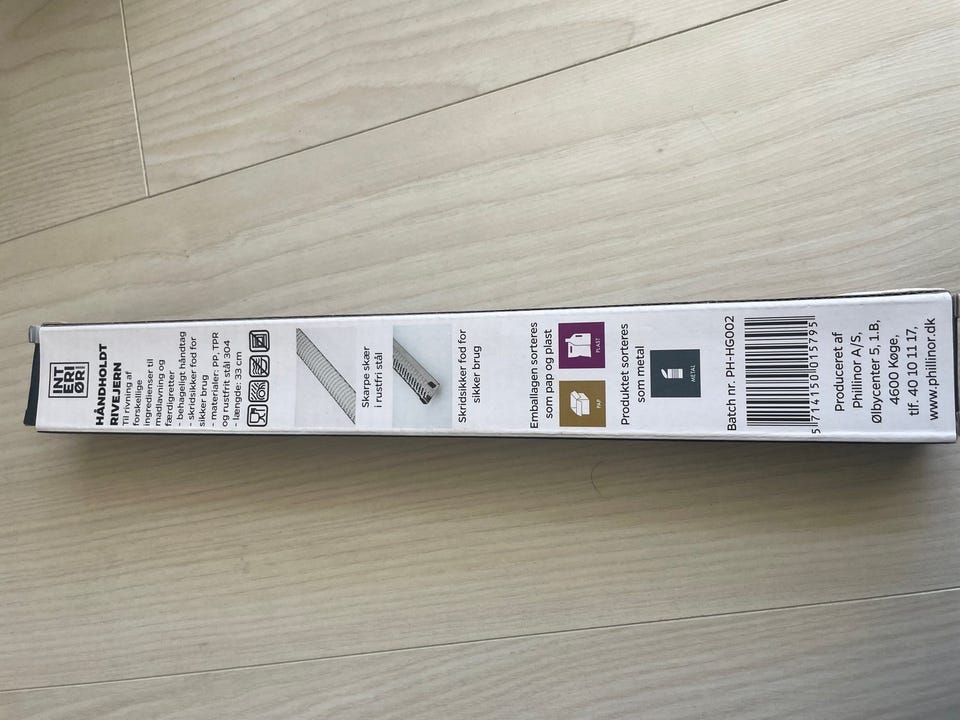 INT
ERI
ØR:
HÅNDHOLDT
RIVEJERN
Til rivning af
forskellige
ingredienser til
madlavning og
færdigretter
- behageligt håndtag
- skridsikker fod for
sikker brug
- materialer: PP, TPR
og rustfrit stål 304
- længde: 33 cm
Skarpe skær
i rustfri stål
Skridsikker fod for
sikker brug
Emballagen sorteres
som pap og plast
PAP
PLAST
Produktet sorteres
som metal
METAL
Batch nr. PH-HG002
5 714150 015795
Produceret af
Phillinor A/S,
Ølbycenter 5, 1.B,
4600 Køge,
tlf. 40 10 11 17,
www.phillinor.dk